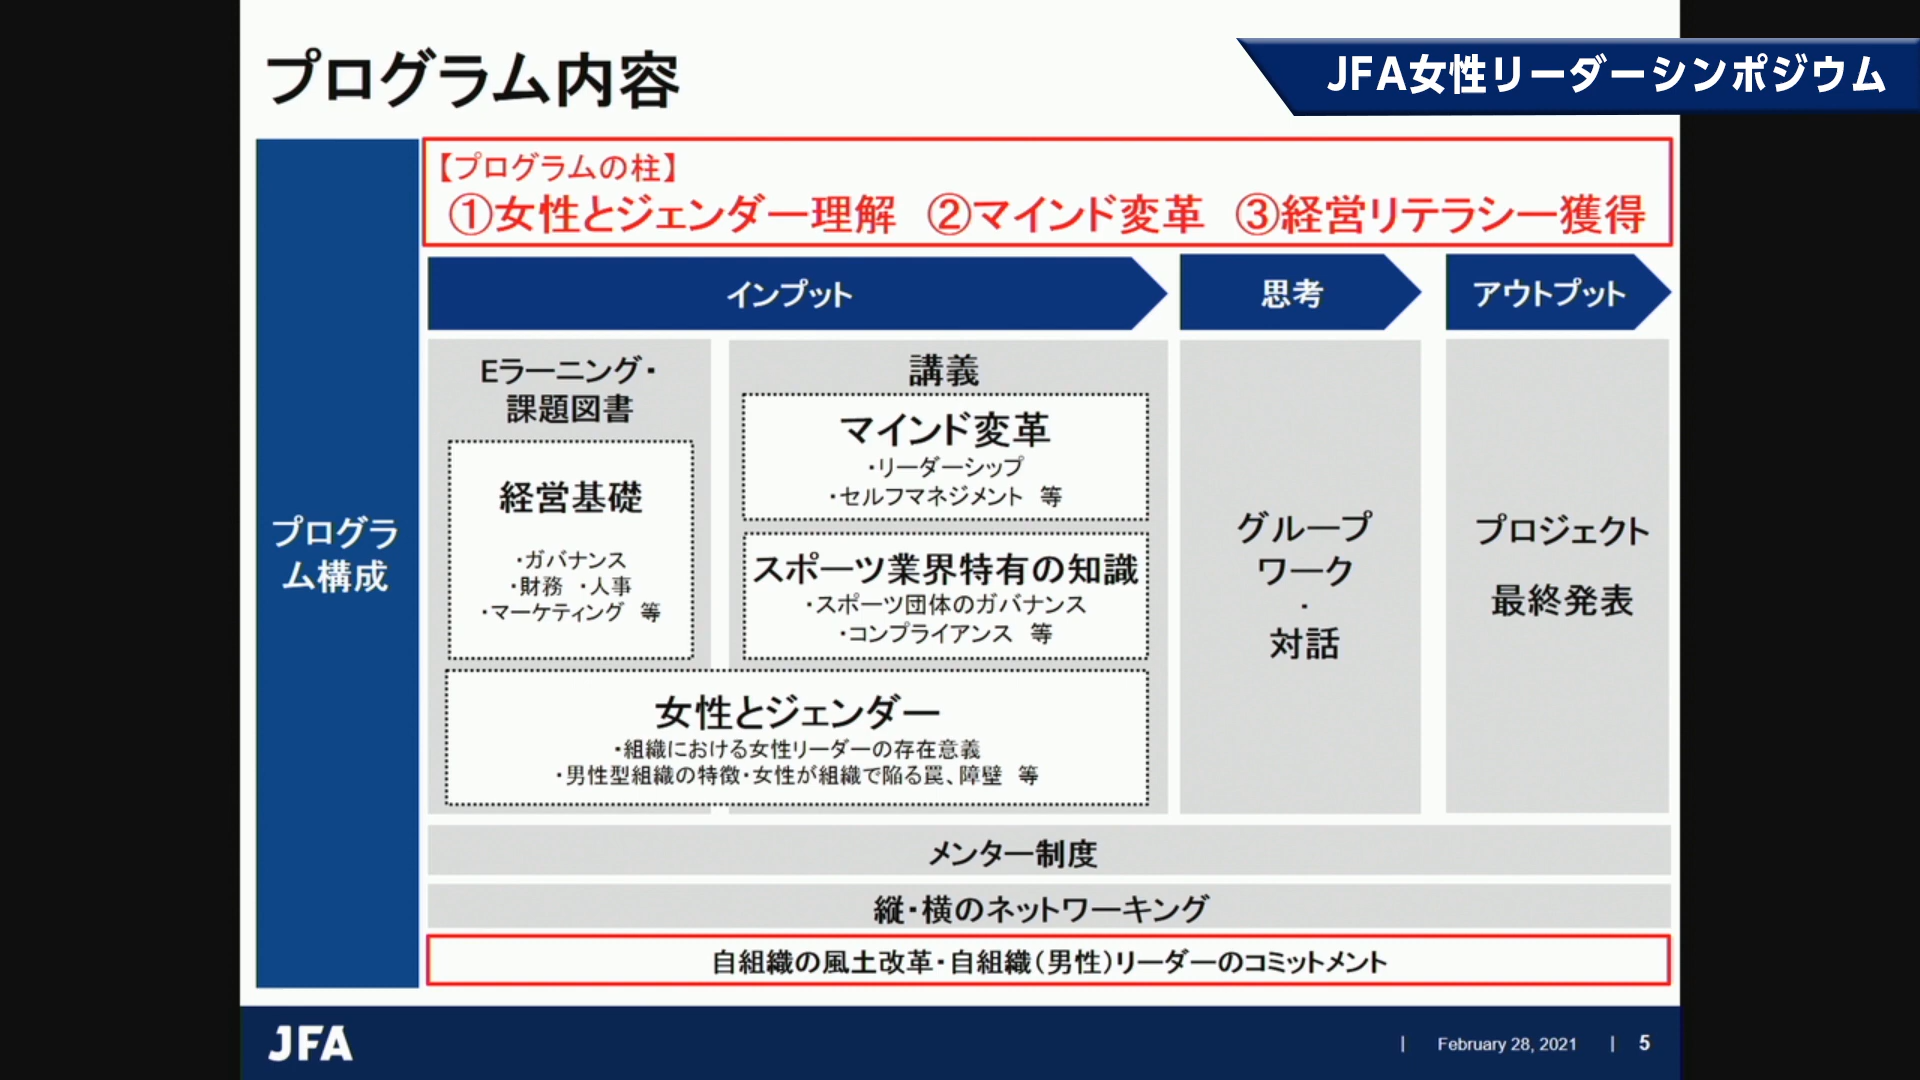 プログラム内容
JFA女性リーダーシンポジウム
【プログラムの柱】
①女性とジェンダー理解 ②マインド変革 ③経営リテラシー獲得
プログラ
ム構成
インプット
思考
アウトプット
Eラーニング・
課題図書
経営基礎
・ガバナンス
・財務 ・人事
・マーケティング 等
講義
マインド変革
・リーダーシップ
・セルフマネジメント 等
スポーツ業界特有の知識
・スポーツ団体のガバナンス
・コンプライアンス 等
女性とジェンダー
・組織における女性リーダーの存在意義
・男性型組織の特徴・女性が組織で陥る罠、障壁 等
グループ
ワーク
・
対話
プロジェクト
最終発表
メンター制度
縦・横のネットワーキング
自組織の風土改革・自組織（男性）リーダーのコミットメント
JFA
| February 28, 2021 | 5